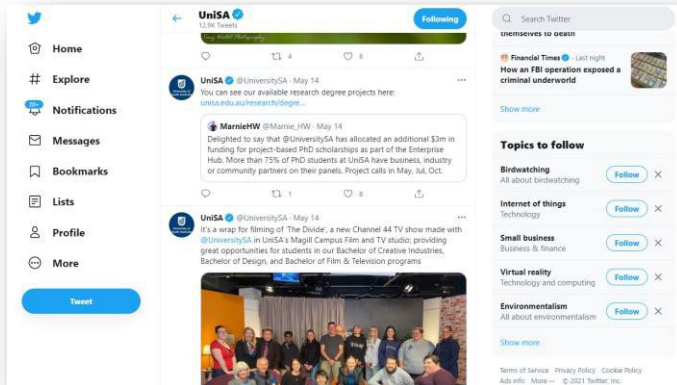 Home
Explore
20+
Notifications
Messages
Bookmarks
Lists
Profile
More
Tweet
UniSA
12.9K Tweets
Following
4
8
UniSA @UniversitySA · May 14
You can see our available research degree projects here:
unisa.edu.au/research/degre...
MarnieHW @Marnie_HW · May 14
Delighted to say that @UniversitySA has allocated an additional $3m in
funding for project-based PhD scholarships as part of the Enterprise
Hub. More than 75% of PhD students at UniSA have business, industry
or community partners on their panels. Project calls in May, Jul, Oct.
1
8
UniSA @UniversitySA · May 14
It's a wrap for filming of 'The Divide', a new Channel 44 TV show made with
@UniversitySA in UniSA's Magill Campus Film and TV studio; providing
great opportunities for students in our Bachelor of Creative Industries,
Bachelor of Design, and Bachelor of Film & Television programs
Search Twitter
themselves to death
Financial Times · Last night
How an FBI operation exposed a
criminal underworld
Show more
Topics to follow
Birdwatching
All about birdwatching
Follow
Internet of things
Technology
Follow
Small business
Business & finance
Follow
Virtual reality
Technology and computing
Follow
Environmentalism
All about environmentalism
Follow
Show more
Terms of Service Privacy Policy Cookie Policy
Ads info More ··· © 2021 Twitter, Inc.